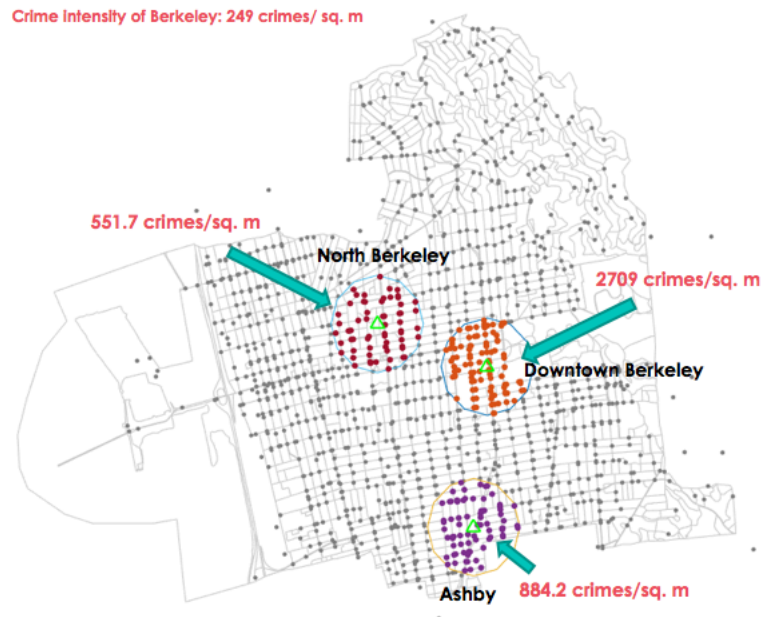 Crime Intensity of Berkeley: 249 crimes/ sq. m
551.7 crimes/sq. m
North Berkeley
2709 crimes/sq. m
Downtown Berkeley
Ashby
884.2 crimes/sq. m